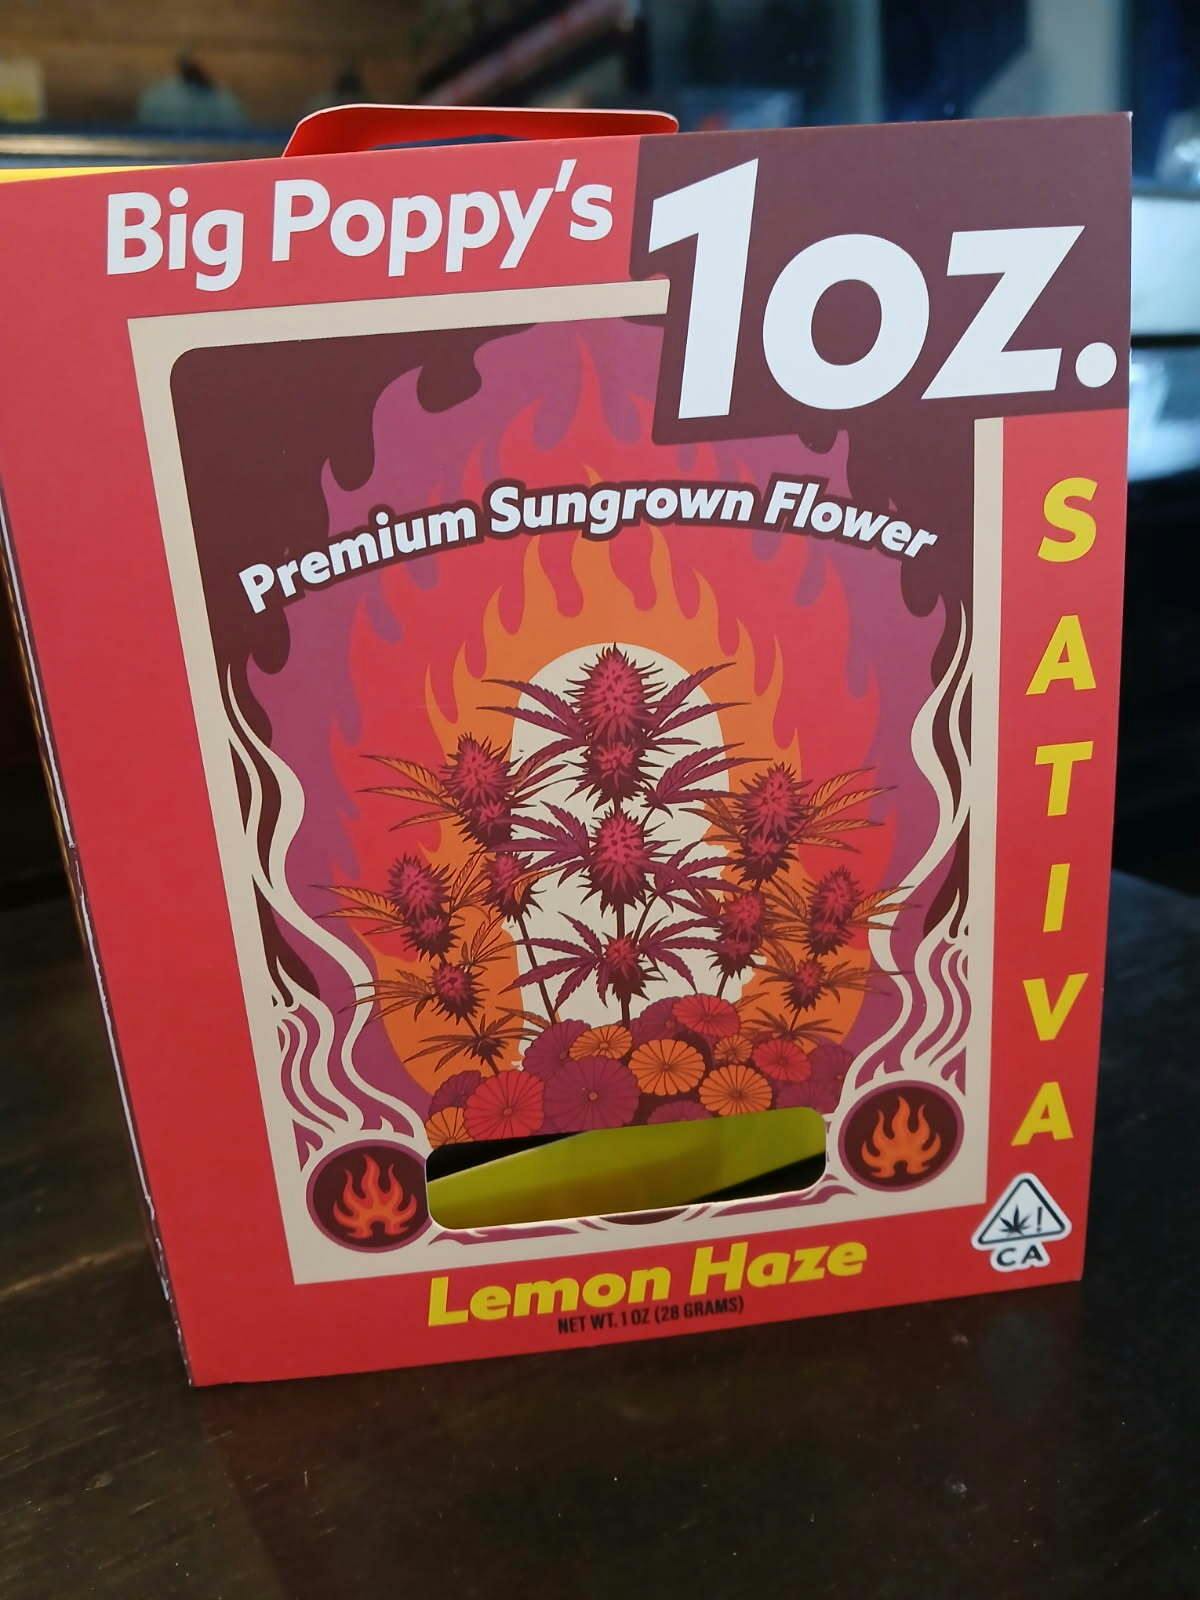 Big Poppy's
1oz.
Premium Sungrown Flower
SATIVA
!
CA
Lemon Haze
NET WT. 1 OZ (28 GRAMS)